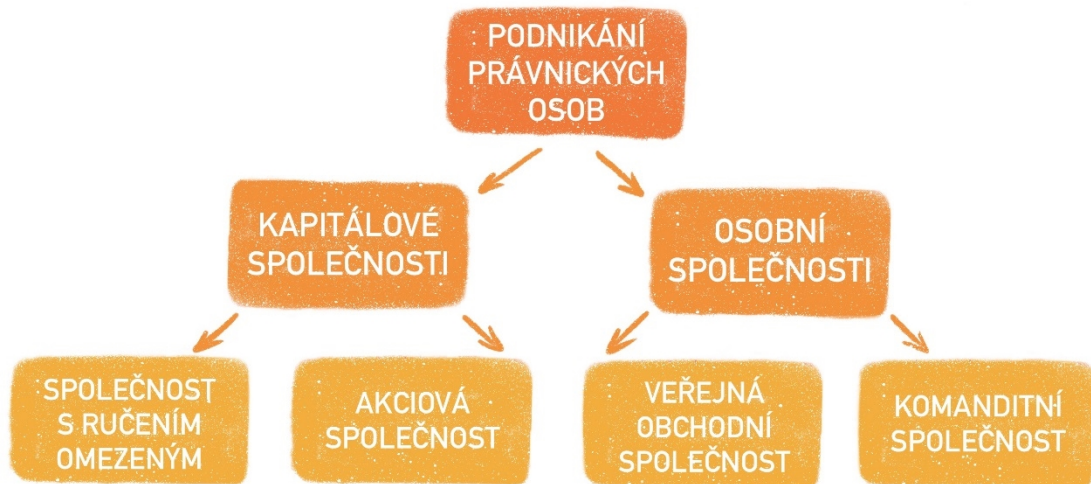 PODNIKÁNÍ
PRÁVNICKÝCH
OSOB
KAPITÁLOVÉ
SPOLEČNOSTI
OSOBNÍ
SPOLEČNOSTI
SPOLEČNOST
S RUČENÍM
OMEZENÝM
AKCIOVÁ
SPOLEČNOST
VEŘEJNÁ
OBCHODNÍ
SPOLEČNOST
KOMANDITNÍ
SPOLEČNOST